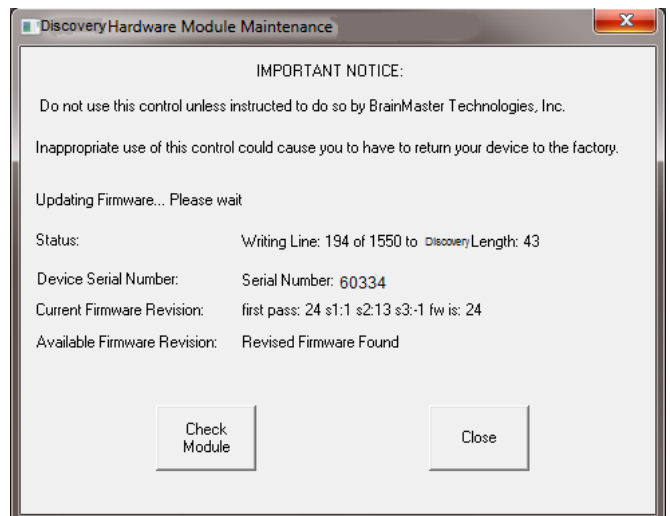 Discovery Hardware Module Maintenance
IMPORTANT NOTICE:
Do not use this control unless instructed to do so by BrainMaster Technologies, Inc.
Inappropriate use of this control could cause you to have to return your device to the factory.
Updating Firmware... Please wait
Status: Writing Line: 194 of 1550 to Discovery Length: 43
Device Serial Number: Serial Number: 60334
Current Firmware Revision: first pass: 24 s1:1 s2:13 s3:-1 fw is: 24
Available Firmware Revision: Revised Firmware Found
Check
Module
Close